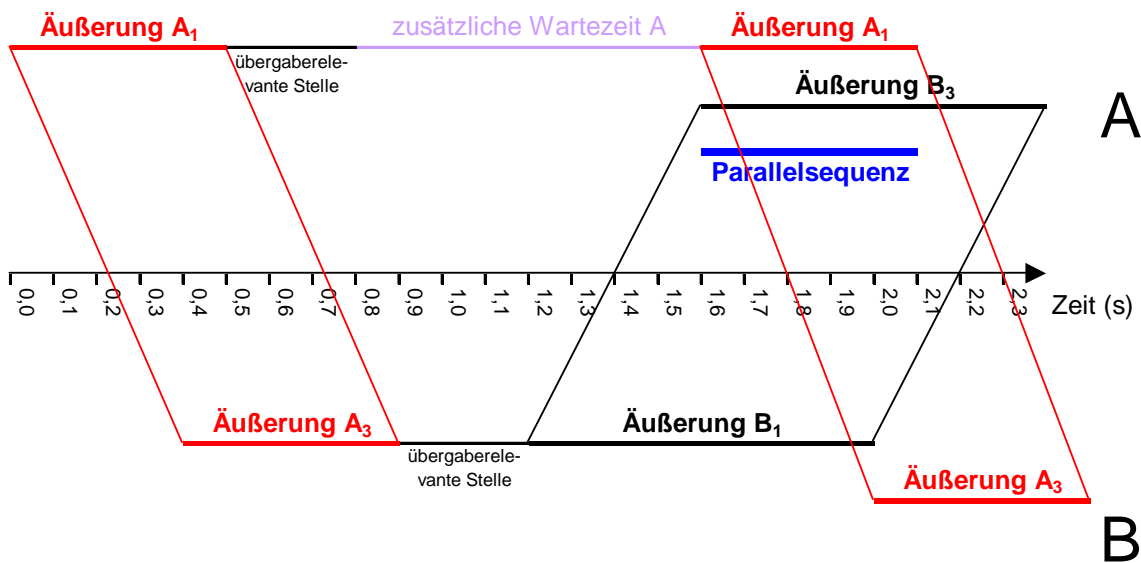 Äußerung A₁
zusätzliche Wartezeit A
Äußerung A₁
übergaberele-
vante Stelle
Äußerung B₃
A
Parallelsequenz
0,0 0,1 0,2 0,3 0,4 0,5 0,6 0,7 0,8 0,9 1,0 1,1 1,2 1,3 1,4 1,5 1,6 1,7 1,8 1,9 2,0 2,1 2,2 2,3
Zeit (s)
Äußerung A₃
Äußerung B₁
übergaberele-
vante Stelle
Äußerung A₃
B